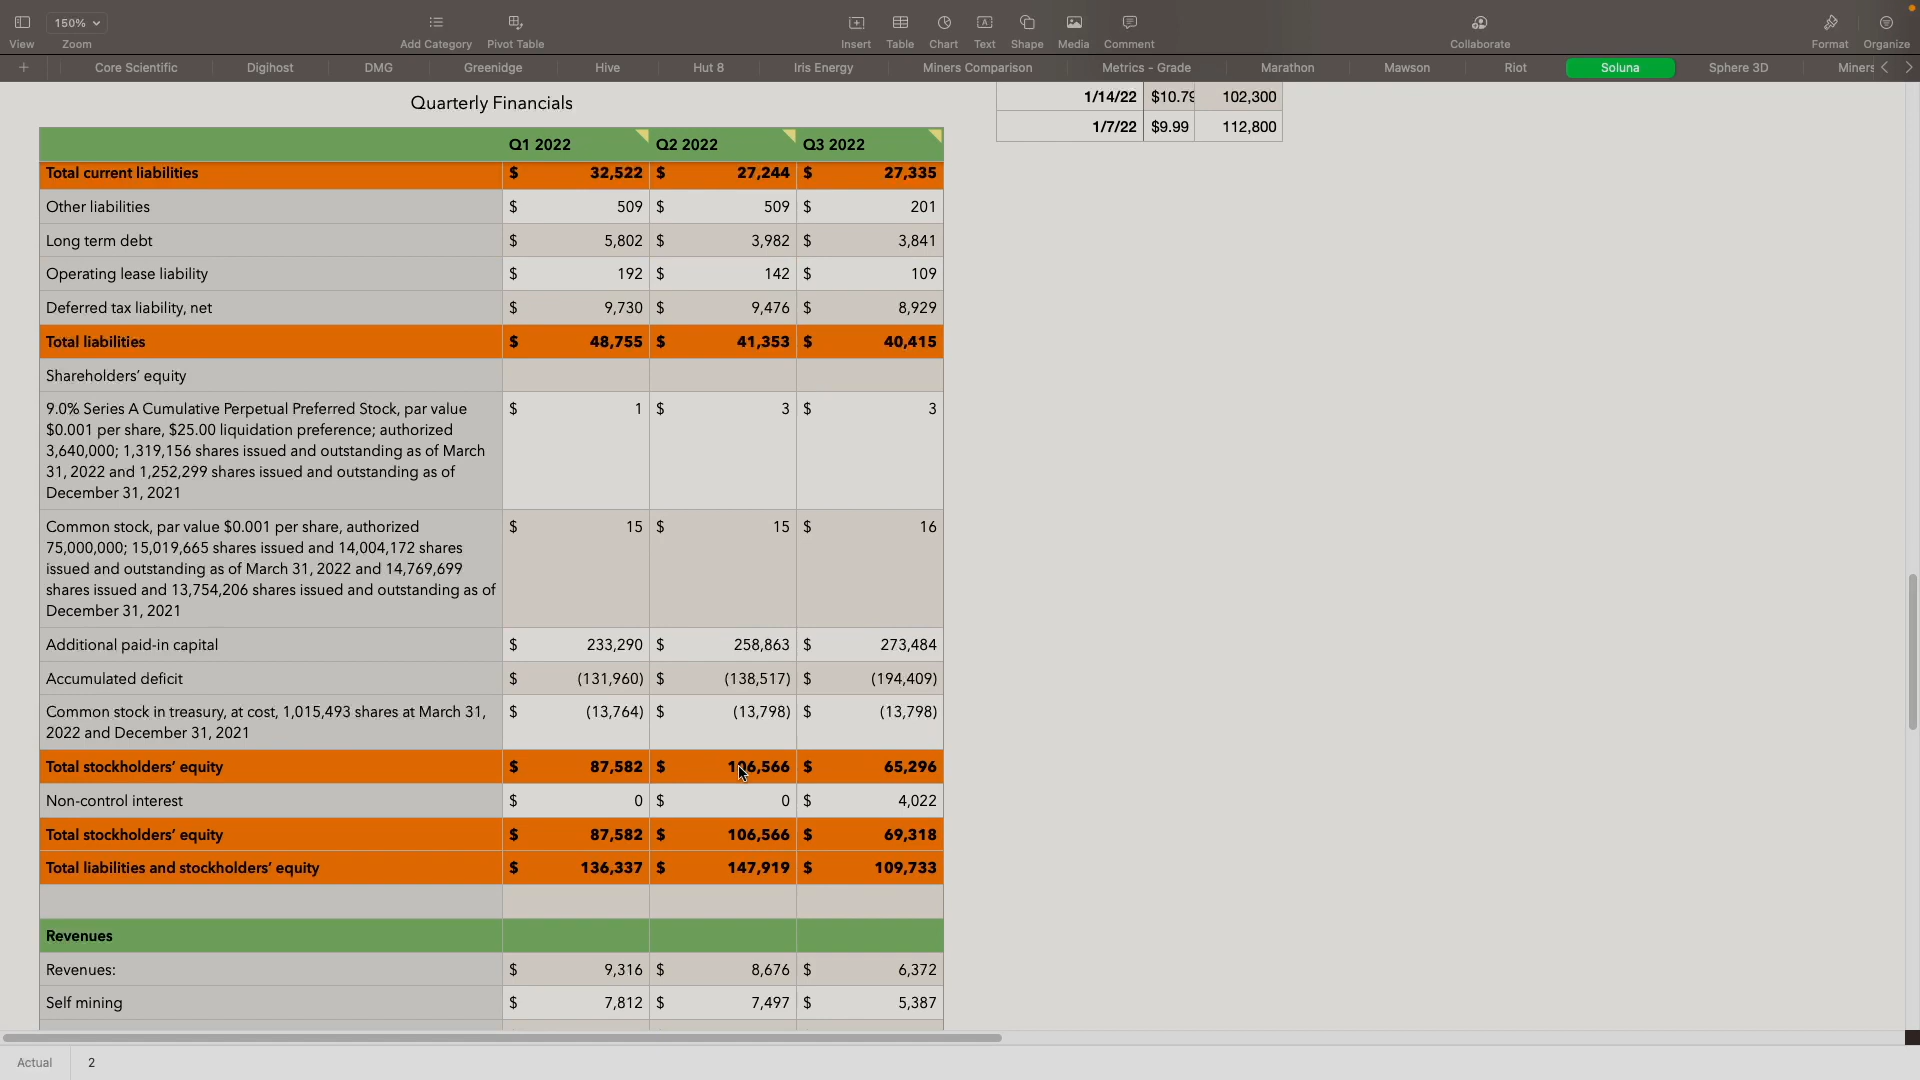 150%
View
Zoom
Add Category
Pivot Table
Insert
Table
Chart
Text
Shape
Media
Comment
Collaborate
Format
Organize
Core Scientific
Digihost
DMG
Greenidge
Hive
Hut 8
Iris Energy
Miners Comparison
Metrics - Grade
Marathon
Mawson
Riot
Soluna
Sphere 3D
Miners
Quarterly Financials
1/14/22 $10.79 102,300
1/7/22 $9.99 112,800
Q1 2022 Q2 2022 Q3 2022
Total current liabilities $ 32,522 $ 27,244 $ 27,335
Other liabilities $ 509 $ 509 $ 201
Long term debt $ 5,802 $ 3,982 $ 3,841
Operating lease liability $ 192 $ 142 $ 109
Deferred tax liability, net $ 9,730 $ 9,476 $ 8,929
Total liabilities $ 48,755 $ 41,353 $ 40,415
Shareholders' equity
9.0% Series A Cumulative Perpetual Preferred Stock, par value $ 1 $ 3 $ 3
$0.001 per share, $25.00 liquidation preference; authorized
3,640,000; 1,319,156 shares issued and outstanding as of March
31, 2022 and 1,252,299 shares issued and outstanding as of
December 31, 2021
Common stock, par value $0.001 per share, authorized $ 15 $ 15 $ 16
75,000,000; 15,019,665 shares issued and 14,004,172 shares
issued and outstanding as of March 31, 2022 and 14,769,699
shares issued and 13,754,206 shares issued and outstanding as of
December 31, 2021
Additional paid-in capital $ 233,290 $ 258,863 $ 273,484
Accumulated deficit $ (131,960) $ (138,517) $ (194,409)
Common stock in treasury, at cost, 1,015,493 shares at March 31, $ (13,764) $ (13,798) $ (13,798)
2022 and December 31, 2021
Total stockholders' equity $ 87,582 $ 106,566 $ 65,296
Non-control interest $ 0 $ 0 $ 4,022
Total stockholders' equity $ 87,582 $ 106,566 $ 69,318
Total liabilities and stockholders' equity $ 136,337 $ 147,919 $ 109,733
Revenues
Revenues: $ 9,316 $ 8,676 $ 6,372
Self mining $ 7,812 $ 7,497 $ 5,387
Actual 2